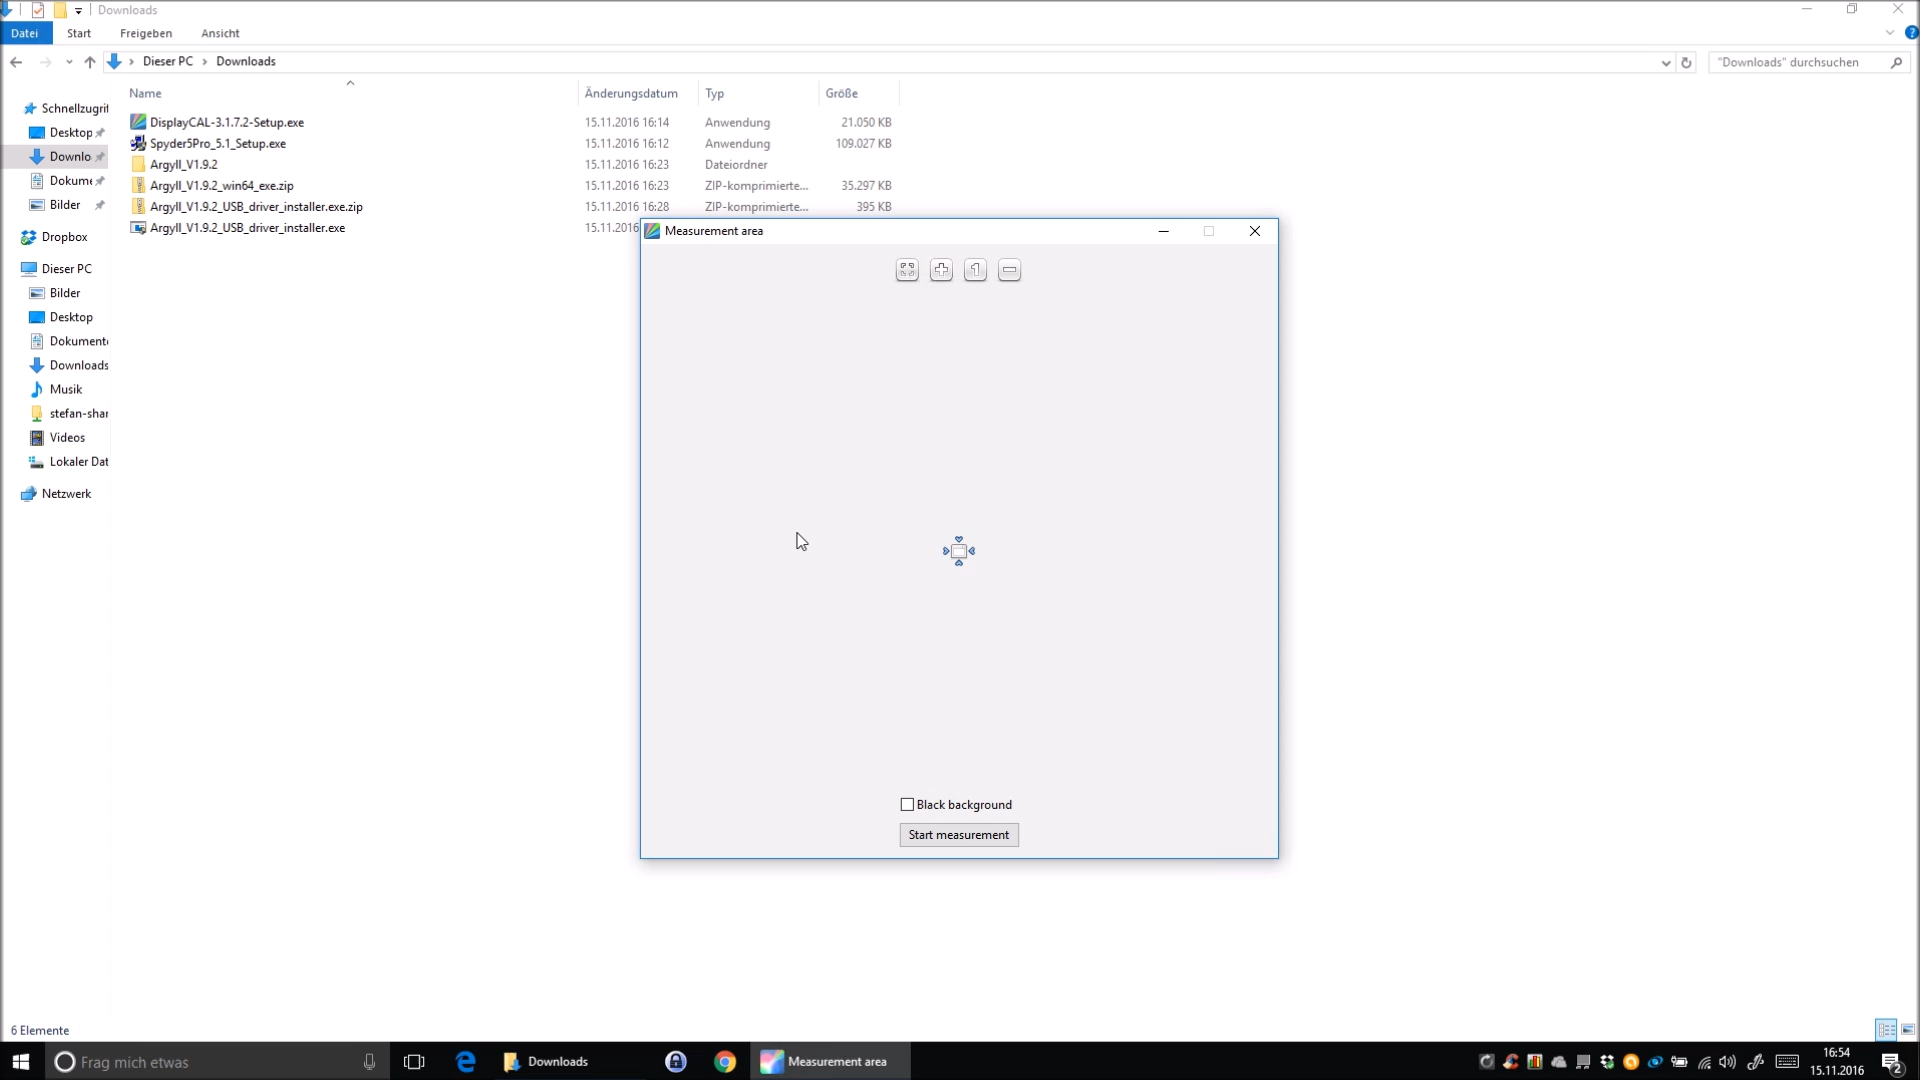 Downloads
Datei Start Freigeben Ansicht
Dieser PC Downloads "Downloads" durchsuchen
Name Änderungsdatum Typ Größe
DisplayCAL-3.1.7.2-Setup.exe 15.11.2016 16:14 Anwendung 21.050 KB
Spyder5Pro_5.1_Setup.exe 15.11.2016 16:12 Anwendung 109.027 KB
Argyll_V1.9.2 15.11.2016 16:23 Dateiordner
Argyll_V1.9.2_win64_exe.zip 15.11.2016 16:23 ZIP-komprimierte... 35.297 KB
Argyll_V1.9.2_USB_driver_installer.exe.zip 15.11.2016 16:28 ZIP-komprimierte... 395 KB
Argyll_V1.9.2_USB_driver_installer.exe 15.11.2016
Schnellzugrif
Desktop
Downlo
Dokume
Bilder
Dropbox
Dieser PC
Bilder
Desktop
Dokumente
Downloads
Musik
stefan-shar
Videos
Lokaler Dat
Netzwerk
Measurement area
1
Black background
Start measurement
6 Elemente
Frag mich etwas Downloads Measurement area 16:54
15.11.2016 2